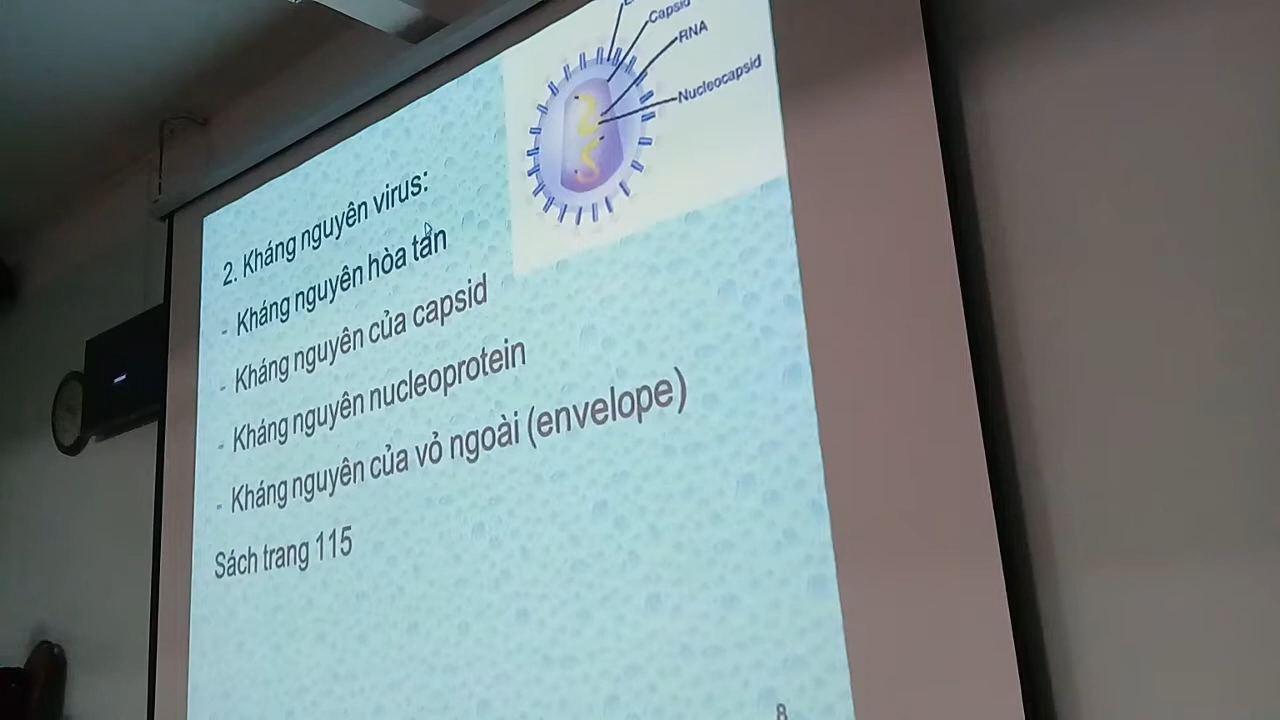 Capsid
RNA
Nucleocapsid
2. Kháng nguyên virus:
- Kháng nguyên hòa tan
- Kháng nguyên của capsid
- Kháng nguyên nucleoprotein
- Kháng nguyên của vỏ ngoài (envelope)
Sách trang 115
8